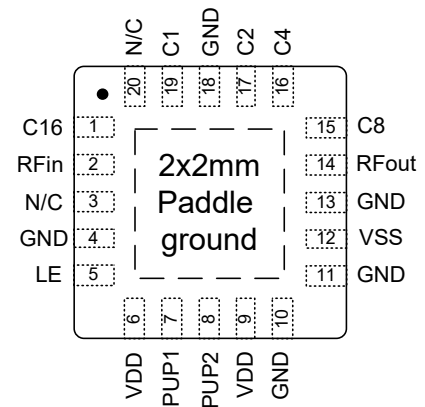 N/C C1 GND C2 C4
20 19 18 17 16
C16 1 15 C8
RFin 2 14 RFout
N/C 3 13 GND
GND 4 12 VSS
LE 5 11 GND
2x2mm
Paddle
ground
6 7 8 9 10
VDD PUP1 PUP2 VDD GND